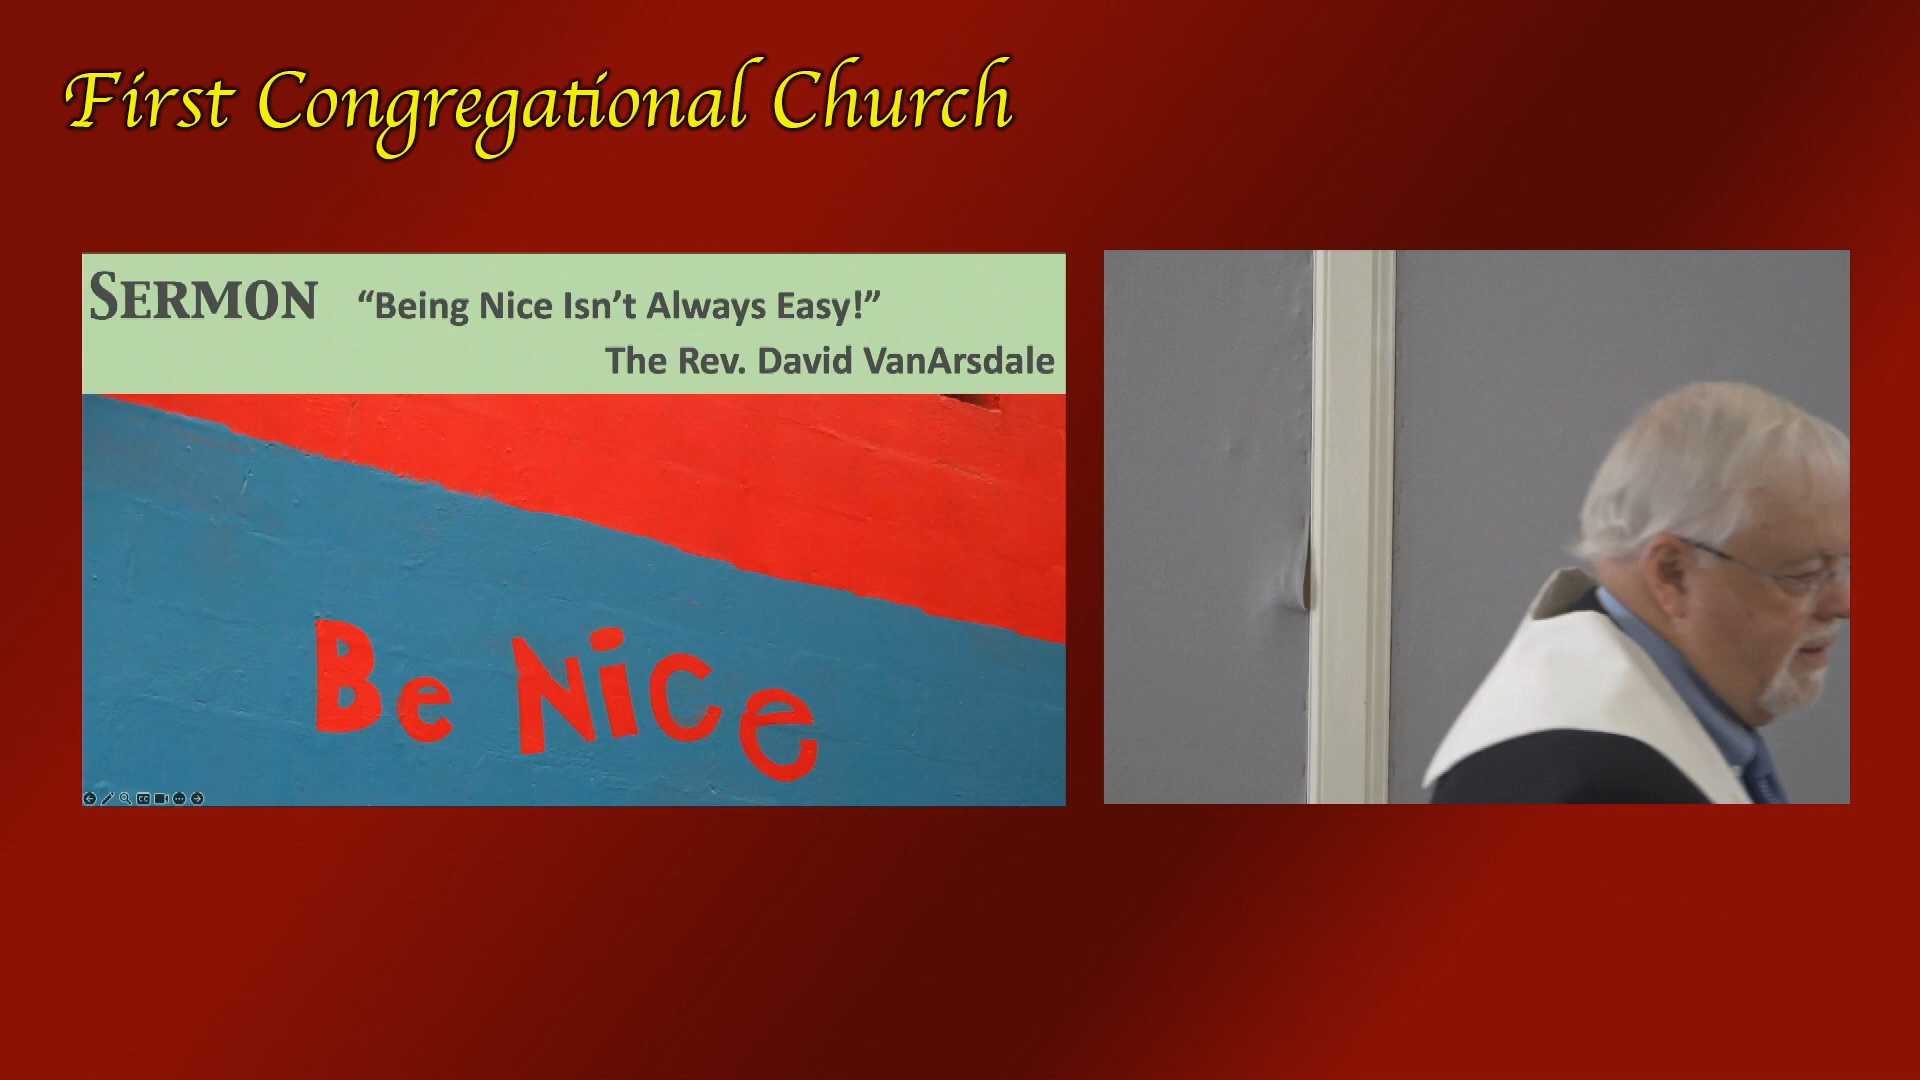 First Congregational Church
SERMON “Being Nice Isn’t Always Easy!”
The Rev. David VanArsdale
Be Nice